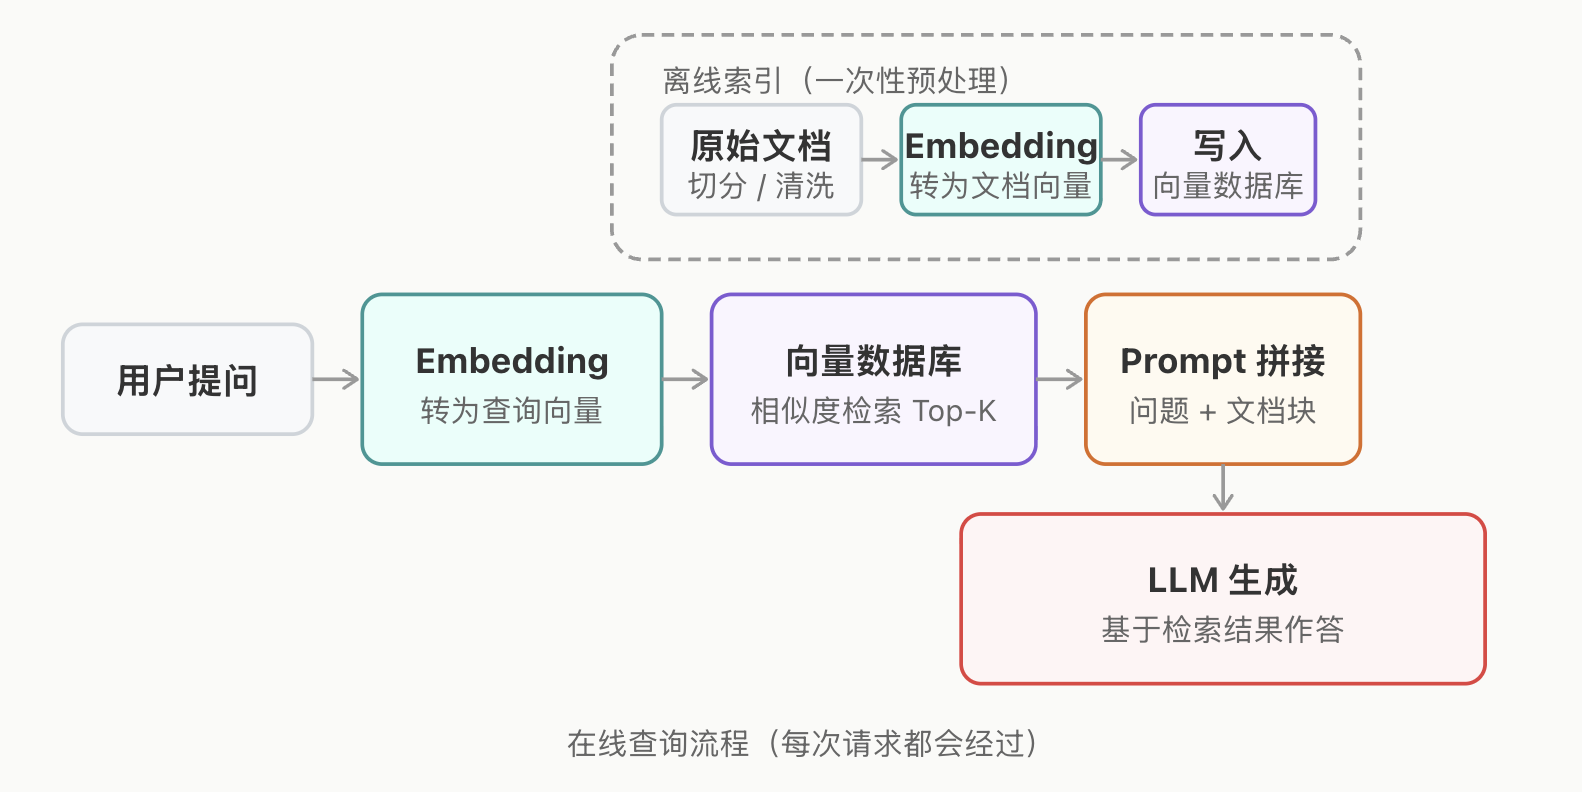 离线索引（一次性预处理）
原始文档
切分 / 清洗
Embedding
转为文档向量
写入
向量数据库
用户提问
Embedding
转为查询向量
向量数据库
相似度检索 Top-K
Prompt 拼接
问题 + 文档块
LLM 生成
基于检索结果作答
在线查询流程（每次请求都会经过）